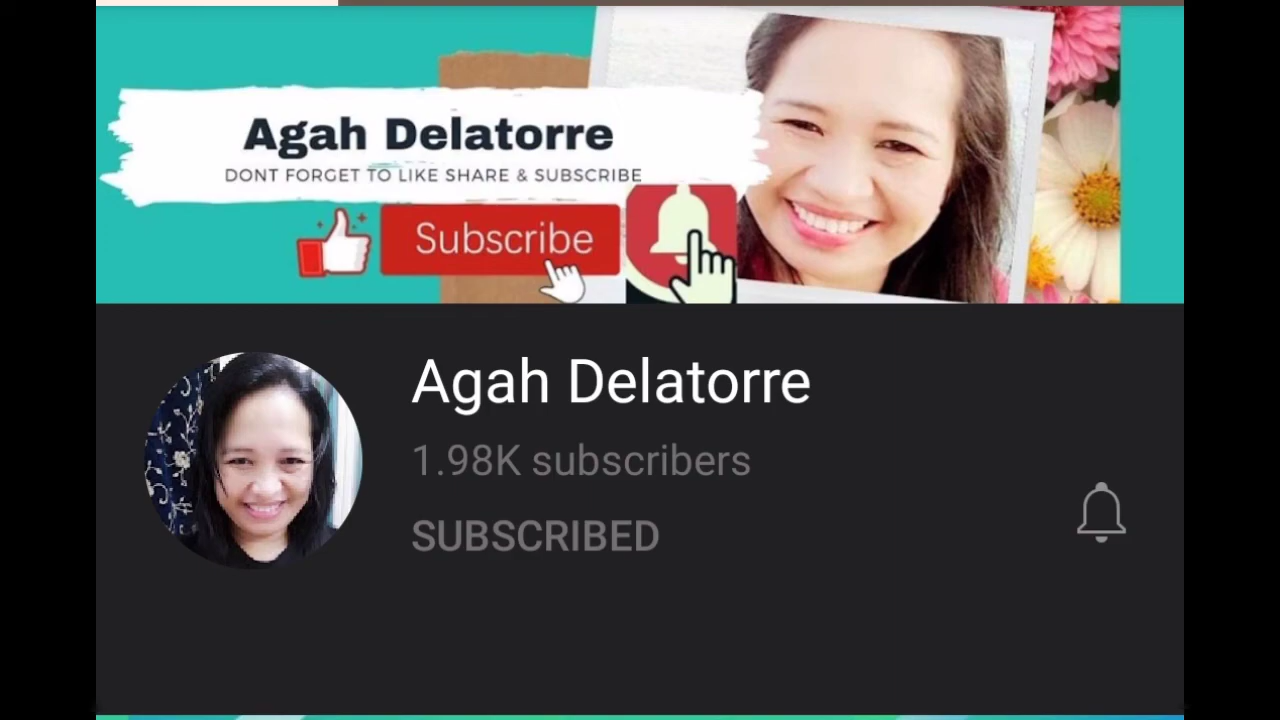 Agah Delatorre
DONT FORGET TO LIKE SHARE & SUBSCRIBE
Subscribe
Agah Delatorre
1.98K subscribers
SUBSCRIBED